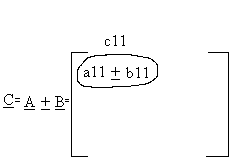 c11
a11 ± b11
C= A ± B=